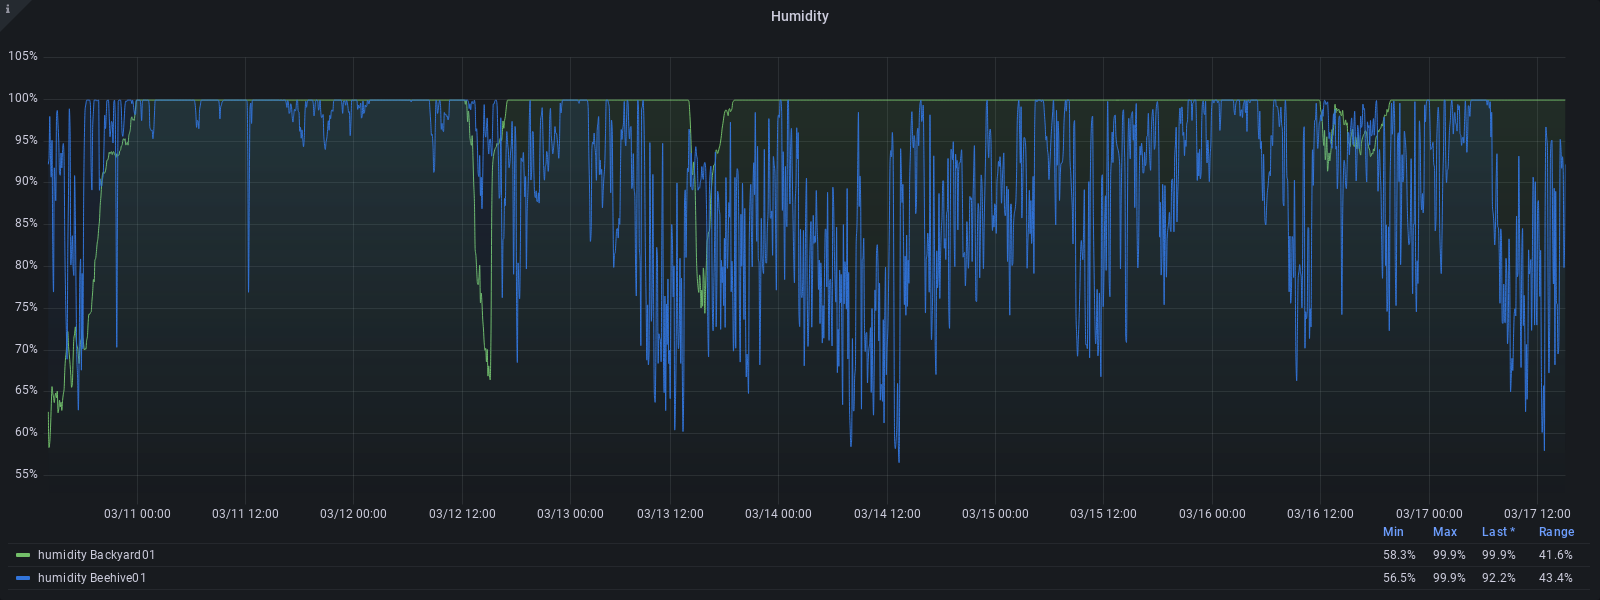 i
Humidity
105%
100%
95%
90%
85%
80%
75%
70%
65%
60%
55%
03/11 00:00 03/11 12:00 03/12 00:00 03/12 12:00 03/13 00:00 03/13 12:00 03/14 00:00 03/14 12:00 03/15 00:00 03/15 12:00 03/16 00:00 03/16 12:00 03/17 00:00 03/17 12:00
Min Max Last * Range
humidity Backyard01 58.3% 99.9% 99.9% 41.6%
humidity Beehive01 56.5% 99.9% 92.2% 43.4%